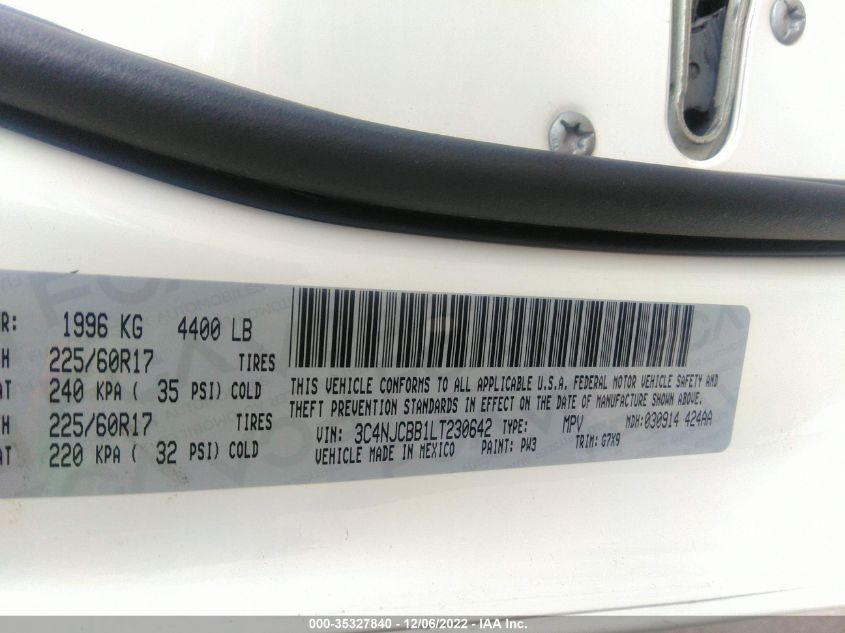 R: 1996 KG 4400 LB
H 225/60R17 TIRES
AT 240 KPA ( 35 PSI) COLD
H 225/60R17 TIRES
AT 220 KPA ( 32 PSI) COLD
THIS VEHICLE CONFORMS TO ALL APPLICABLE U.S.A. FEDERAL MOTOR VEHICLE SAFETY AND
THEFT PREVENTION STANDARDS IN EFFECT ON THE DATE OF MANUFACTURE SHOWN ABOVE.
VIN: 3C4NJCBB1LT230642 TYPE: MPV MDH:030914 424AA
VEHICLE MADE IN MEXICO PAINT: PW3 TRIM: G7X9
000-35327840 - 12/06/2022 - IAA Inc.